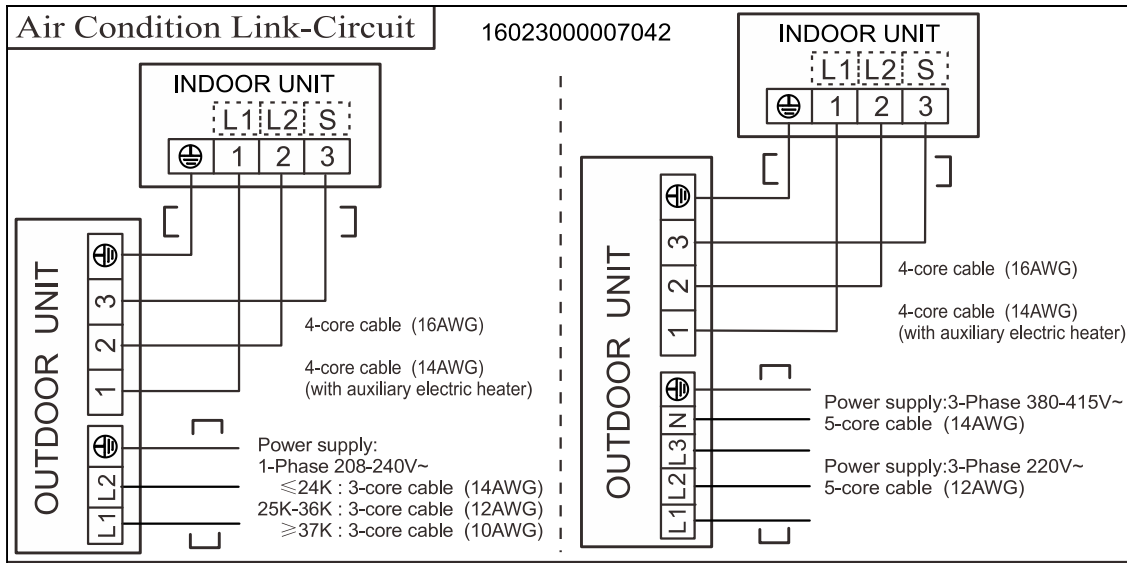 Air Condition Link-Circuit
16023000007042
INDOOR UNIT
L1 L2 S
1 2 3
OUTDOOR UNIT
3
2
1
L2
L1
4-core cable (16AWG)
4-core cable (14AWG)
(with auxiliary electric heater)
Power supply:
1-Phase 208-240V~
≤24K : 3-core cable (14AWG)
25K-36K : 3-core cable (12AWG)
≥37K : 3-core cable (10AWG)
INDOOR UNIT
L1 L2 S
1 2 3
OUTDOOR UNIT
3
2
1
N
L3
L2
L1
4-core cable (16AWG)
4-core cable (14AWG)
(with auxiliary electric heater)
Power supply:3-Phase 380-415V~
5-core cable (14AWG)
Power supply:3-Phase 220V~
5-core cable (12AWG)